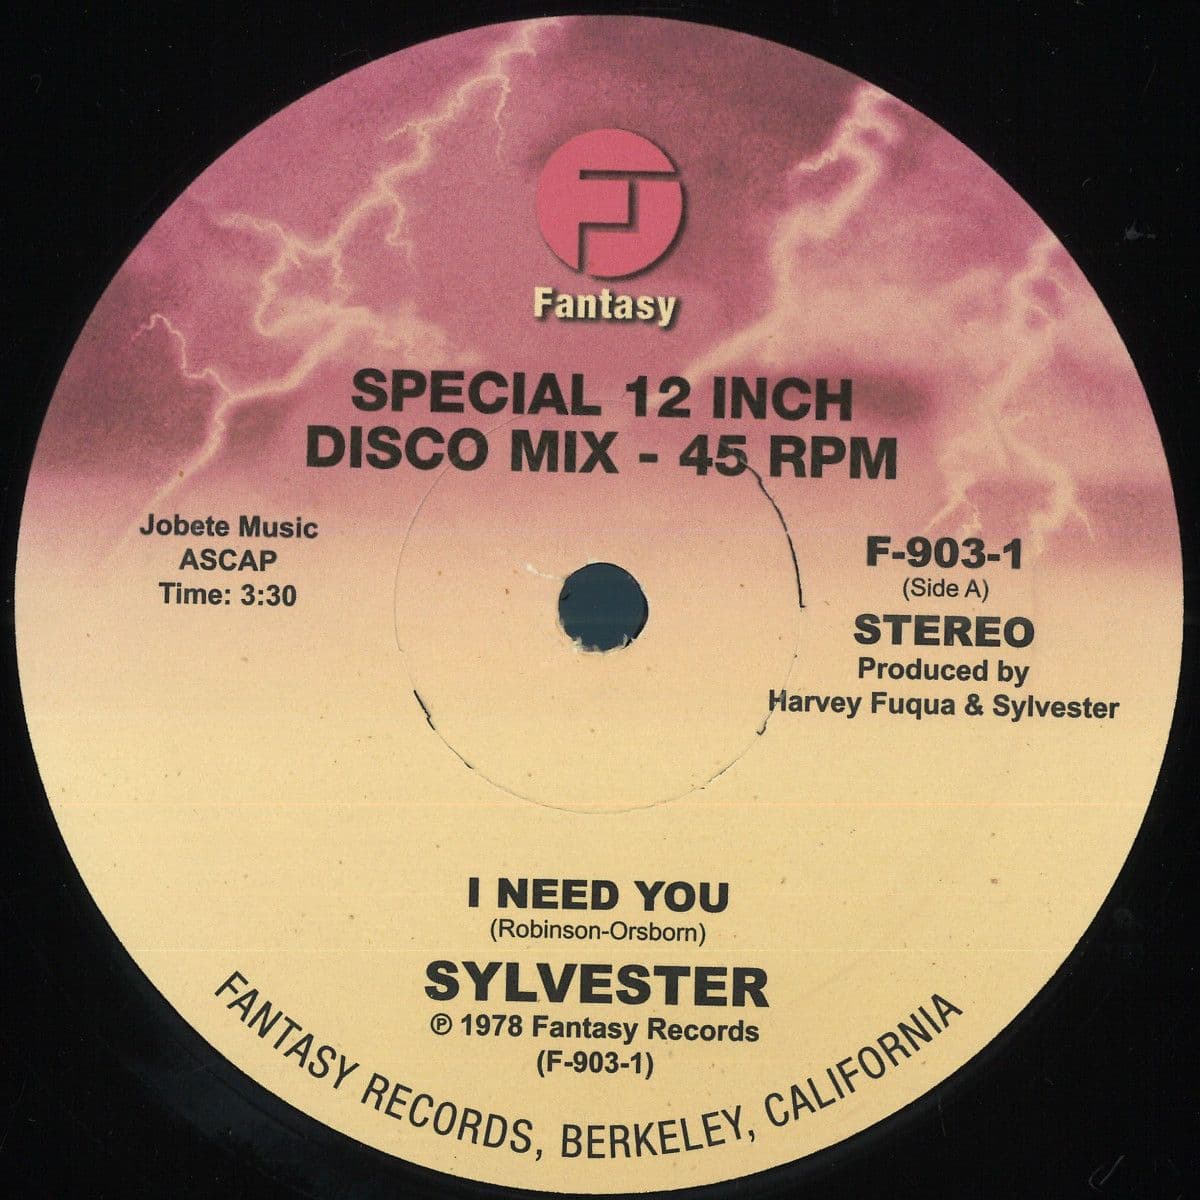 Fantasy
SPECIAL 12 INCH
DISCO MIX - 45 RPM
Jobete Music
ASCAP
Time: 3:30
F-903-1
(Side A)
STEREO
Produced by
Harvey Fuqua & Sylvester
I NEED YOU
(Robinson-Orsborn)
SYLVESTER
℗ 1978 Fantasy Records
(F-903-1)
FANTASY RECORDS, BERKELEY, CALIFORNIA